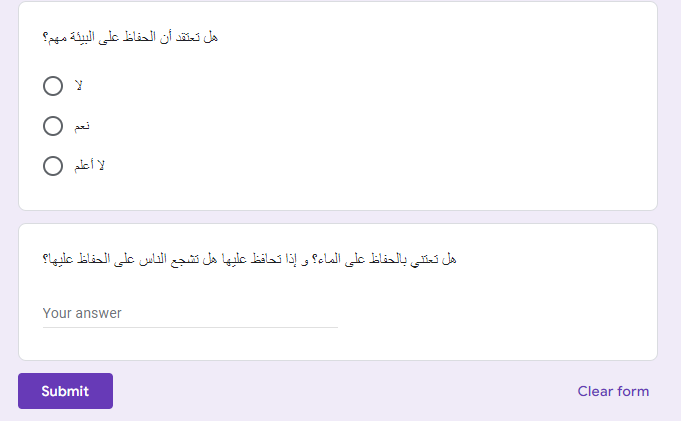 هل تعتقد أن الحفاظ على البيئة مهم؟
لا
نعم
لا أعلم
هل تعتني بالحفاظ على الماء؟ و إذا تحافظ عليها هل تشجع الناس على الحفاظ عليها؟
Your answer
Submit
Clear form